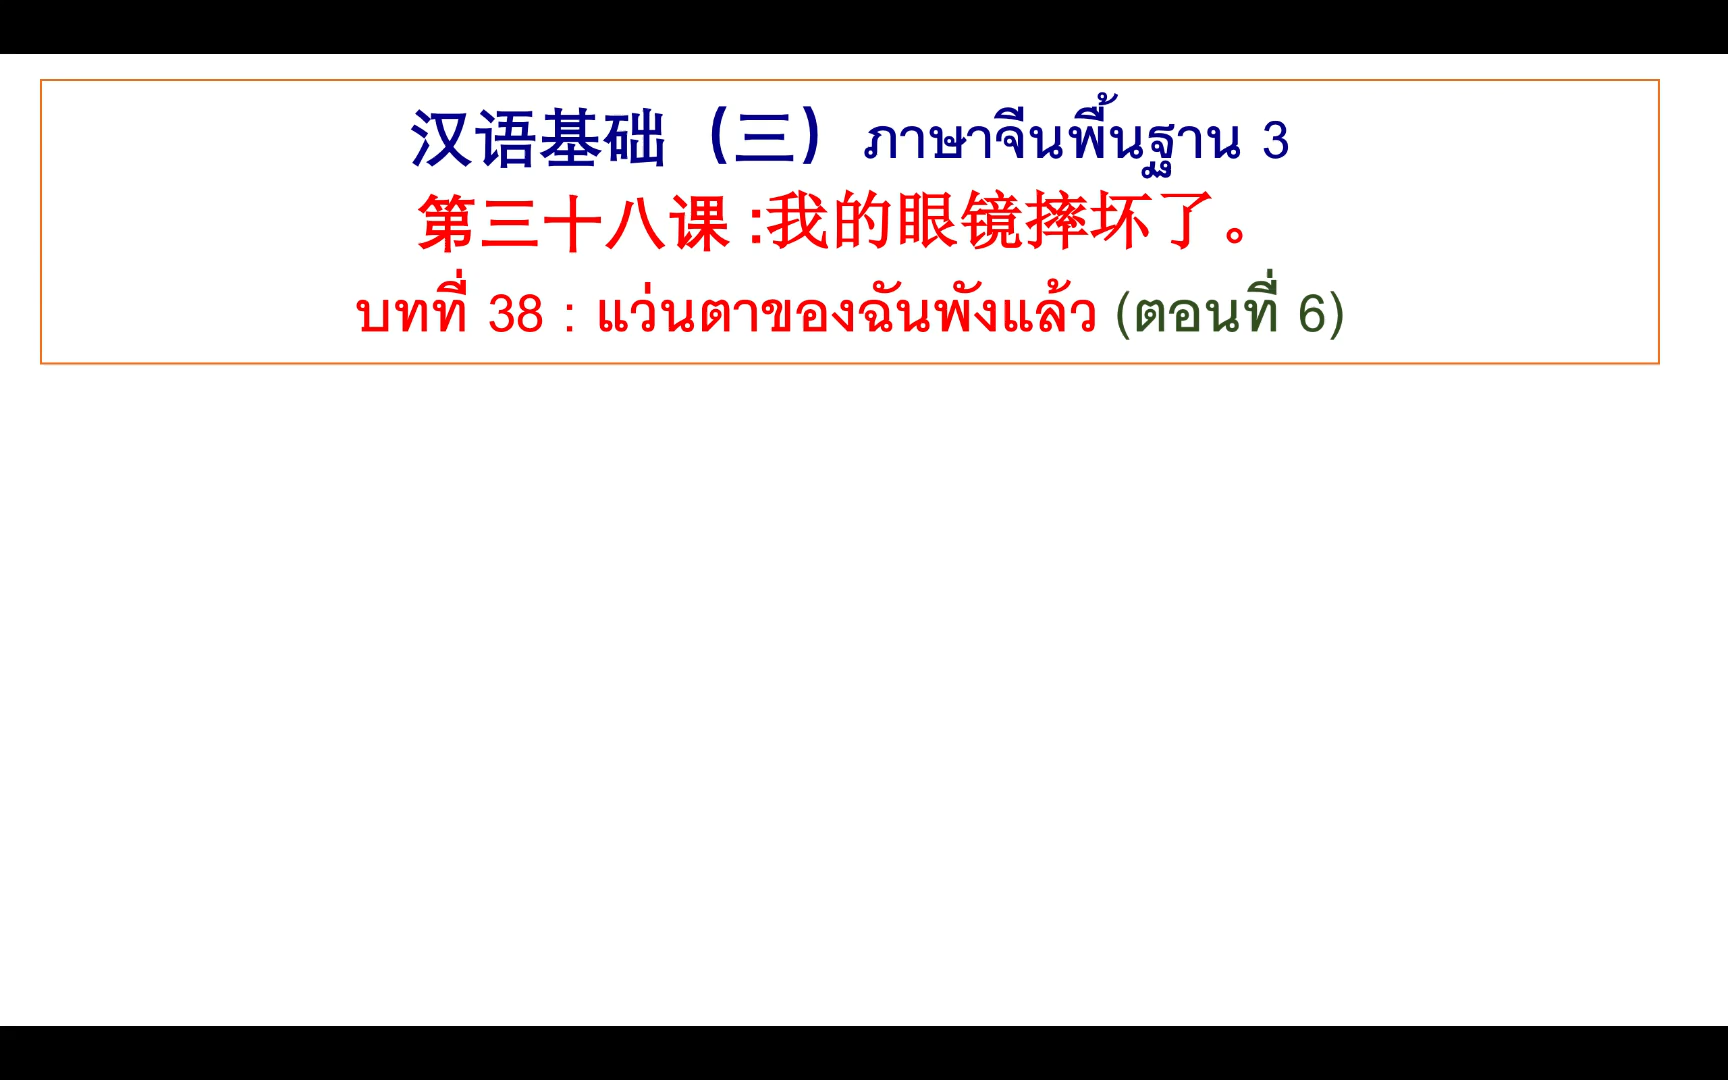 汉语基础（三）ภาษาจีนพื้นฐาน 3
第三十八课 :我的眼镜摔坏了。
บทที่ 38 : แว่นตาของฉันพังแล้ว (ตอนที่ 6)